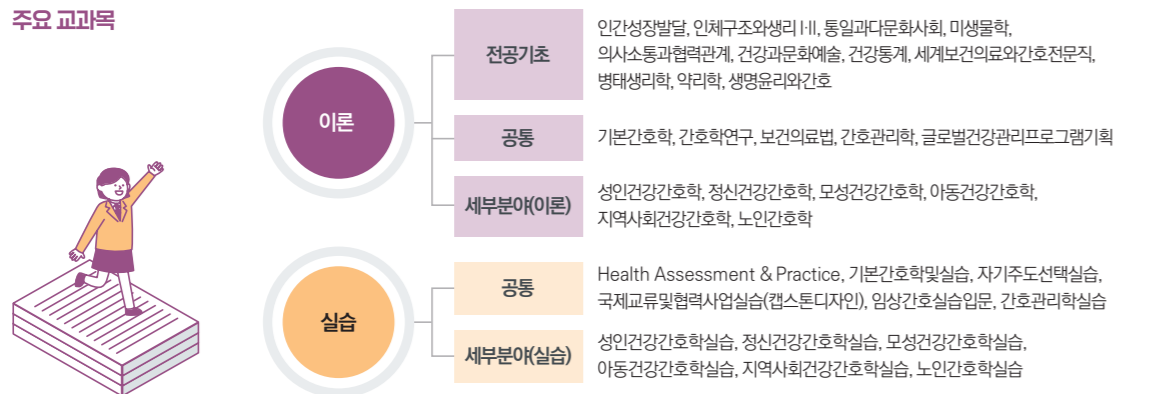 주요 교과목
이론
전공기초
인간성장발달, 인체구조와생리 I·II, 통일과다문화사회, 미생물학,
의사소통과협력관계, 건강과문화예술, 건강통계, 세계보건의료와간호전문직,
병태생리학, 약리학, 생명윤리와간호
공통
기본간호학, 간호학연구, 보건의료법, 간호관리학, 글로벌건강관리프로그램기획
세부분야(이론)
성인건강간호학, 정신건강간호학, 모성건강간호학, 아동건강간호학,
지역사회건강간호학, 노인간호학
실습
공통
Health Assessment & Practice, 기본간호학및실습, 자기주도선택실습,
국제교류및협력사업실습(캡스톤디자인), 임상간호실습입문, 간호관리학실습
세부분야(실습)
성인건강간호학실습, 정신건강간호학실습, 모성건강간호학실습,
아동건강간호학실습, 지역사회건강간호학실습, 노인간호학실습